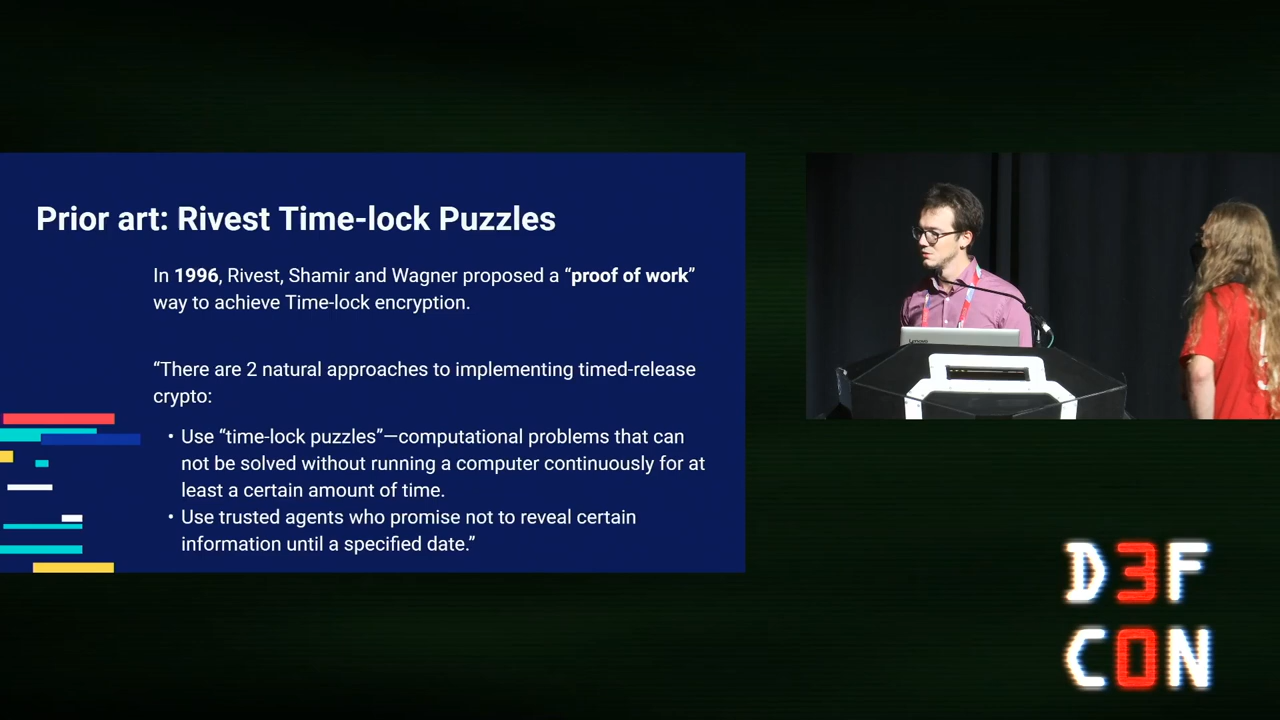 Prior art: Rivest Time-lock Puzzles
In 1996, Rivest, Shamir and Wagner proposed a “proof of work”
way to achieve Time-lock encryption.
“There are 2 natural approaches to implementing timed-release
crypto:
• Use “time-lock puzzles”—computational problems that can
not be solved without running a computer continuously for at
least a certain amount of time.
• Use trusted agents who promise not to reveal certain
information until a specified date.”
Lenovo
D3F
C0N